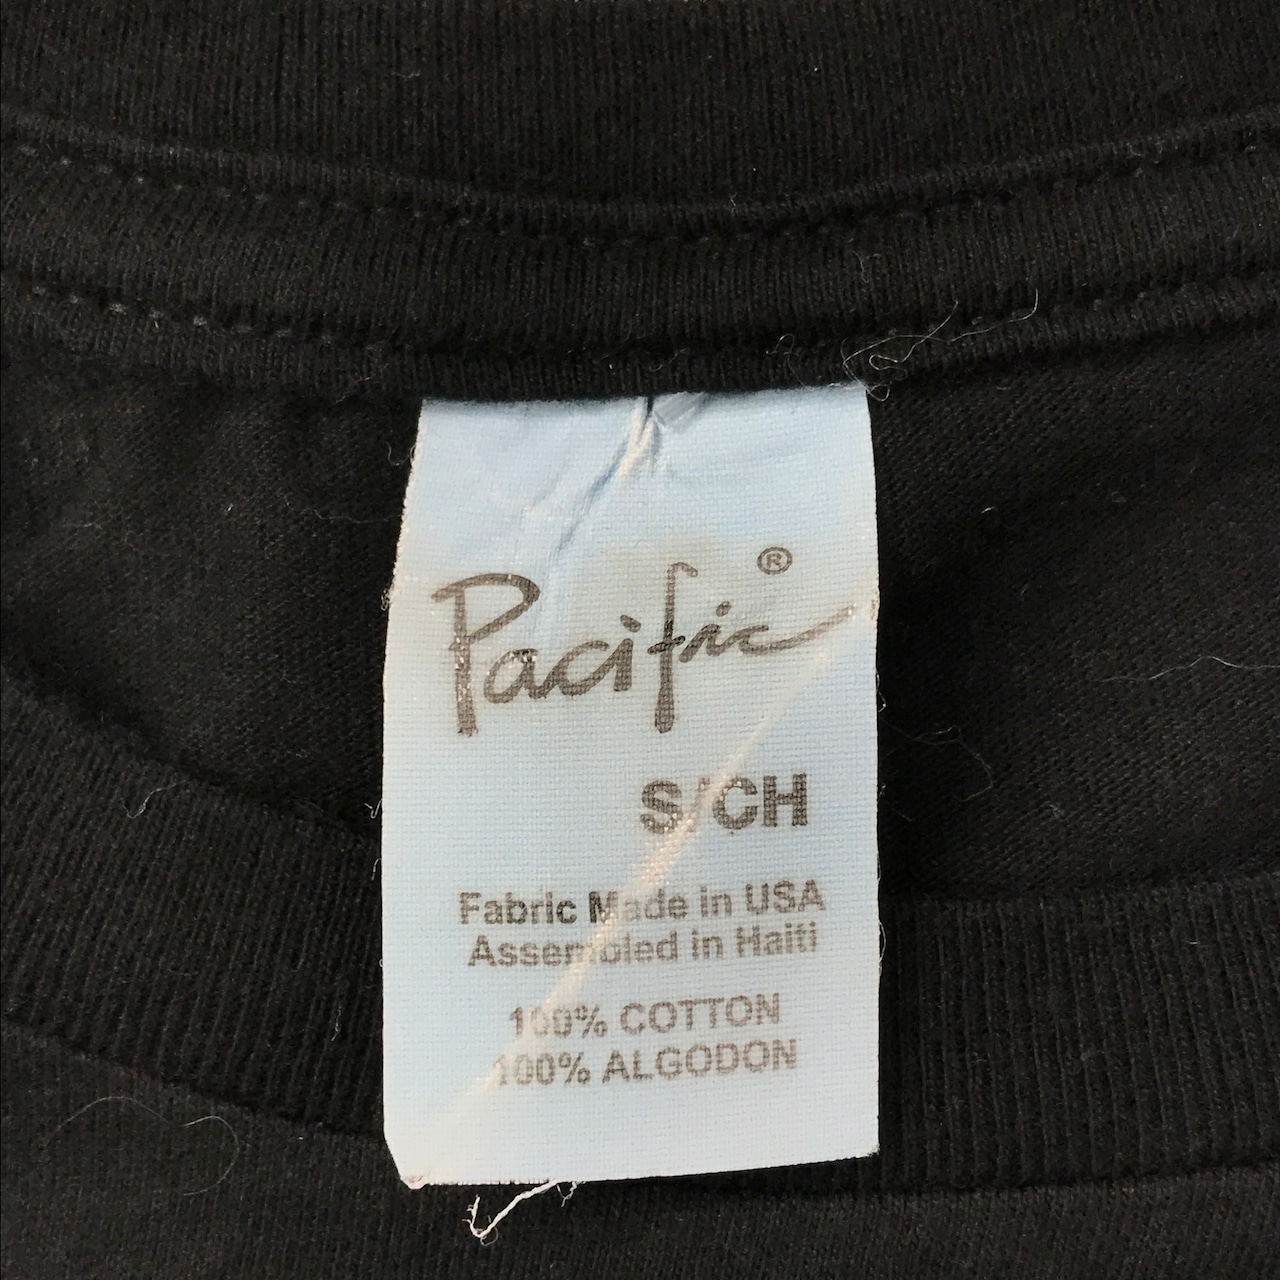 Pacific®
S/CH
Fabric Made in USA
Assembled in Haiti
100% COTTON
100% ALGODON